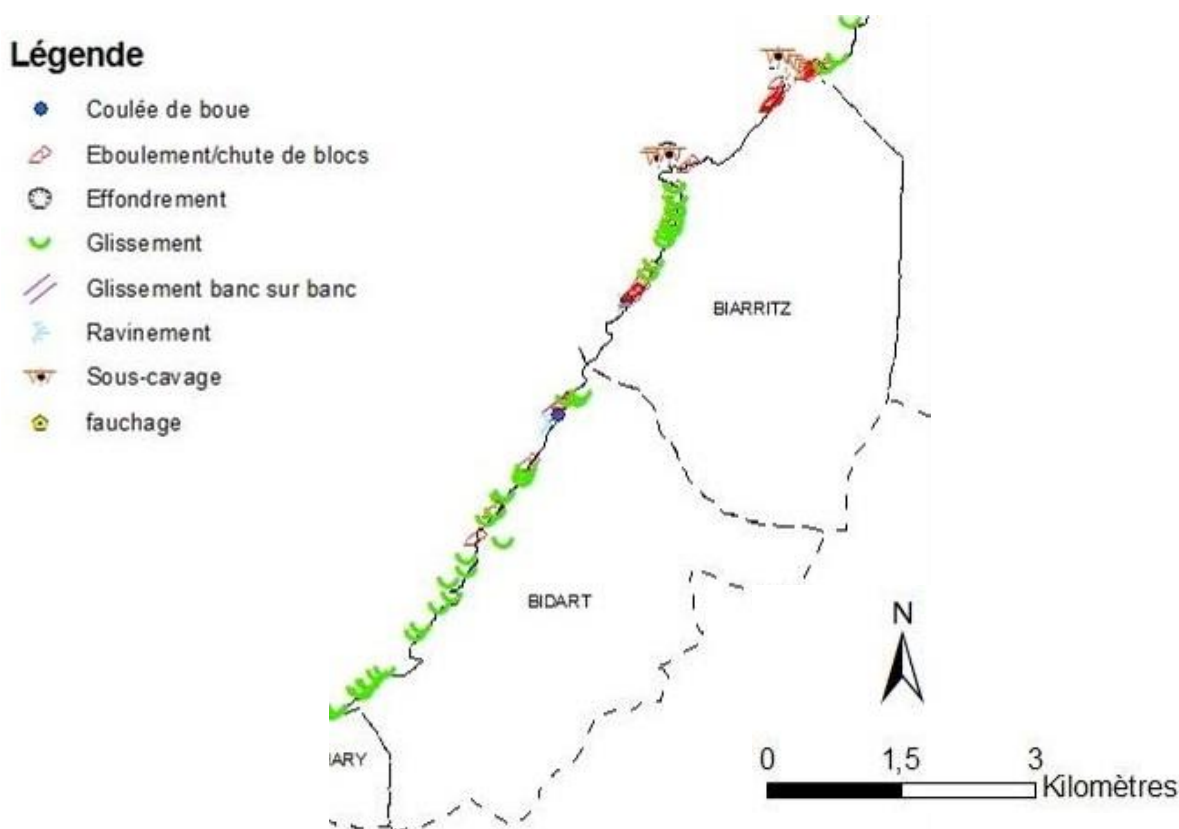 Légende
Coulée de boue
Eboulement/chute de blocs
Effondrement
Glissement
Glissement banc sur banc
Ravinement
Sous-cavage
fauchage
BIARRITZ
BIDART
N
IARY
0 1,5 3
Kilomètres